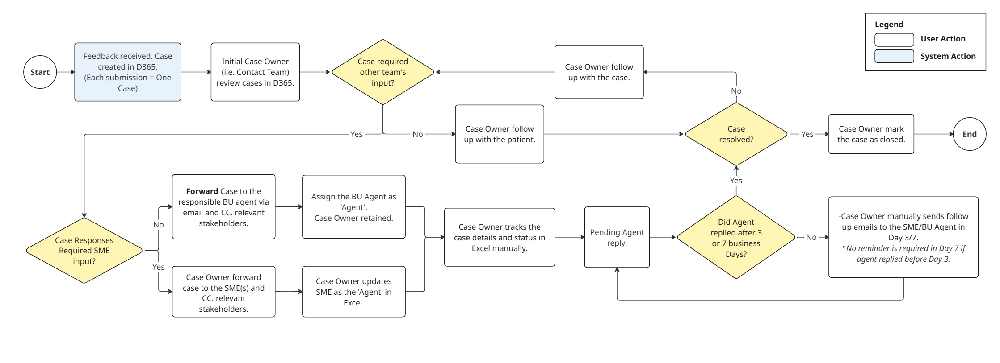 Legend
User Action
System Action
Start
Feedback received. Case
created in D365.
(Each submission = One
Case)
Initial Case Owner
(i.e. Contact Team)
review cases in D365.
Case required
other team's
input?
Case Owner follow
up with the case.
No
Yes
No
Case Owner follow
up with the patient.
Case
resolved?
Yes
Case Owner mark
the case as closed.
End
Yes
Forward Case to the
responsible BU agent via
email and CC. relevant
stakeholders.
Assign the BU Agent as
'Agent'.
Case Owner retained.
No
Case Responses
Required SME
input?
Yes
Case Owner forward
case to the SME(s) and
CC. relevant
stakeholders.
Case Owner updates
SME as the 'Agent' in
Excel.
Case Owner tracks the
case details and status in
Excel manually.
Pending Agent
reply.
Did Agent
replied after 3
or 7 business
Days?
No
-Case Owner manually sends follow
up emails to the SME/BU Agent in
Day 3/7.
*No reminder is required in Day 7 if
agent replied before Day 3.